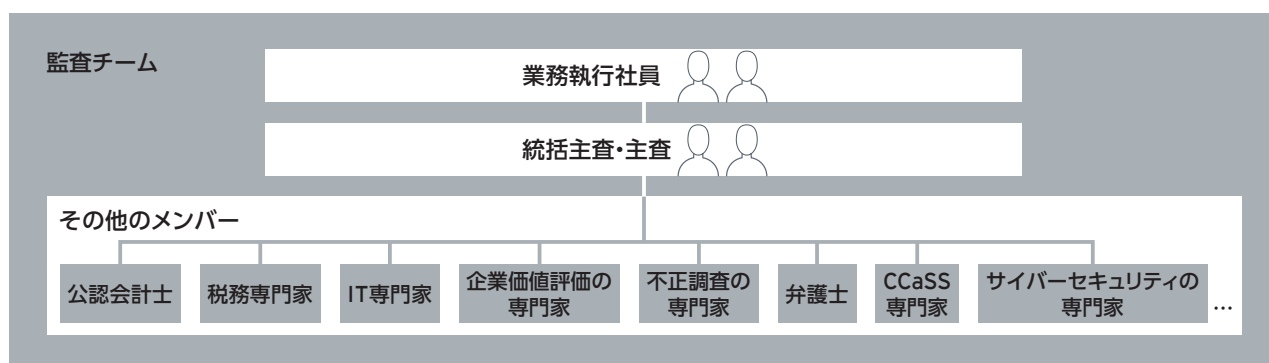 監査チーム
業務執行社員
統括主査・主査
その他のメンバー
公認会計士
税務専門家
IT専門家
企業価値評価の
専門家
不正調査の
専門家
弁護士
CCaSS
専門家
サイバーセキュリティの
専門家
…